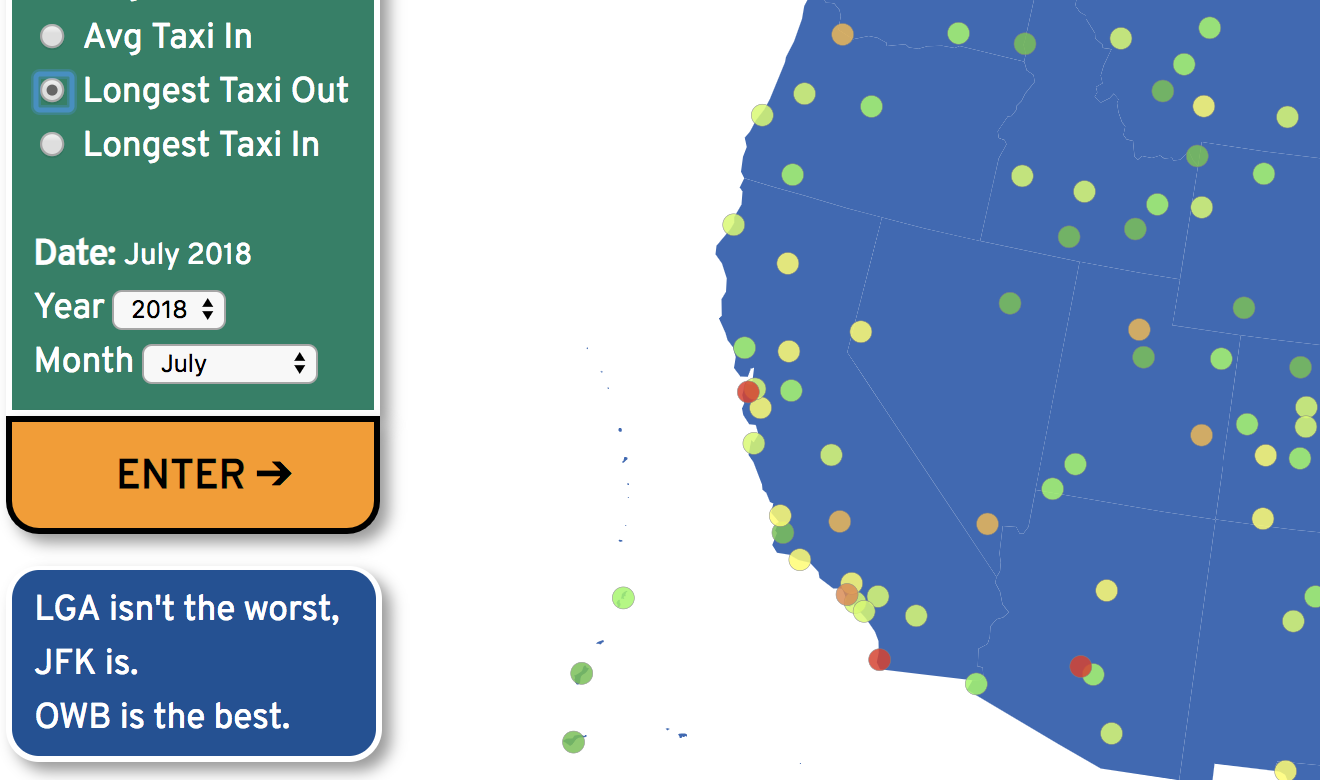 Avg Taxi In
Longest Taxi Out
Longest Taxi In
Date: July 2018
Year 2018
Month July
ENTER ➔
LGA isn't the worst,
JFK is.
OWB is the best.